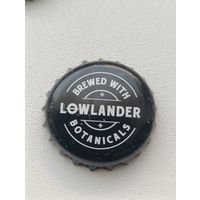 BREWED WITH
LOWLANDER
BOTANICALS